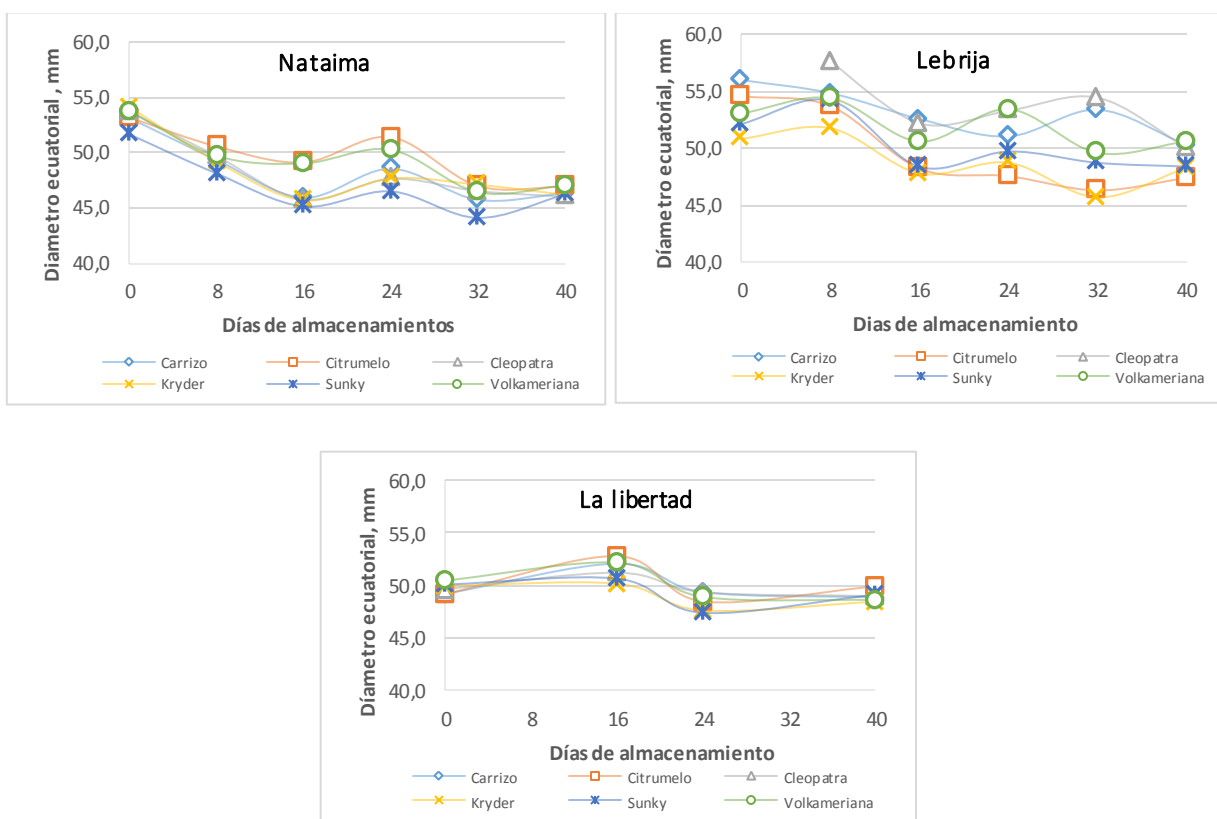 Nataima
Díametro ecuatorial , mm
60,0
55,0
50,0
45,0
40,0
0 8 16 24 32 40
Días de almacenamientos
Carrizo Citrumelo Cleopatra
Kryder Sunky Volkameriana
Lebrija
Díametro ecuatorial, mm
60,0
55,0
50,0
45,0
40,0
0 8 16 24 32 40
Dias de almacenamiento
Carrizo Citrumelo Cleopatra
Kryder Sunky Volkameriana
La libertad
Díametro ecuatorial, mm
60,0
55,0
50,0
45,0
40,0
0 8 16 24 32 40
Días de almacenamiento
Carrizo Citrumelo Cleopatra
Kryder Sunky Volkameriana